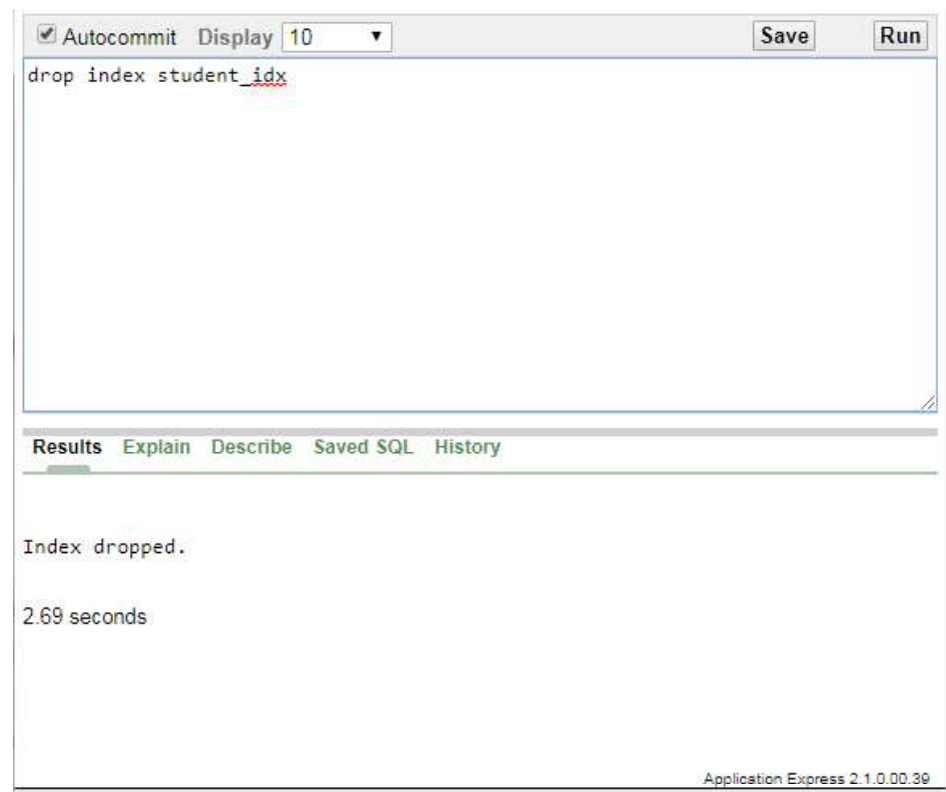 Autocommit Display 10 Save Run
drop index student_idx
Results Explain Describe Saved SQL History
Index dropped.
2.69 seconds
Application Express 2.1.0.00.39